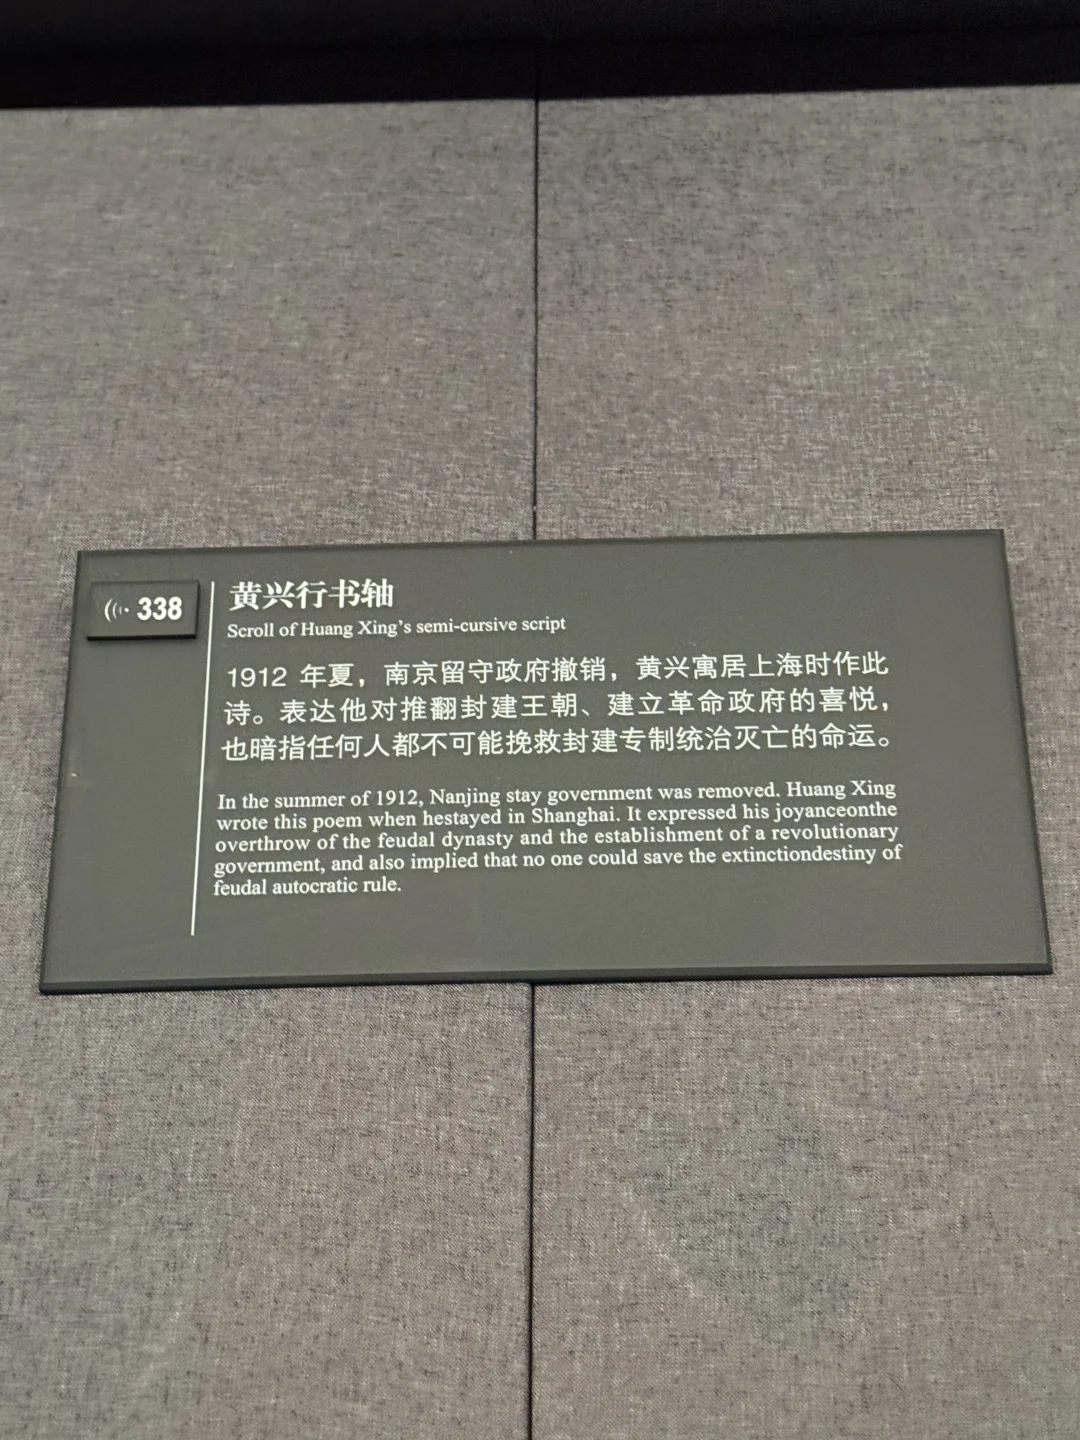 338
黄兴行书轴
Scroll of Huang Xing's semi-cursive script
1912 年夏，南京留守政府撤销，黄兴寓居上海时作此
诗。表达他对推翻封建王朝、建立革命政府的喜悦，
也暗指任何人都不可能挽救封建专制统治灭亡的命运。
In the summer of 1912, Nanjing stay government was removed. Huang Xing
wrote this poem when hestayed in Shanghai. It expressed his joyanceonthe
overthrow of the feudal dynasty and the establishment of a revolutionary
government, and also implied that no one could save the extinctiondestiny of
feudal autocratic rule.